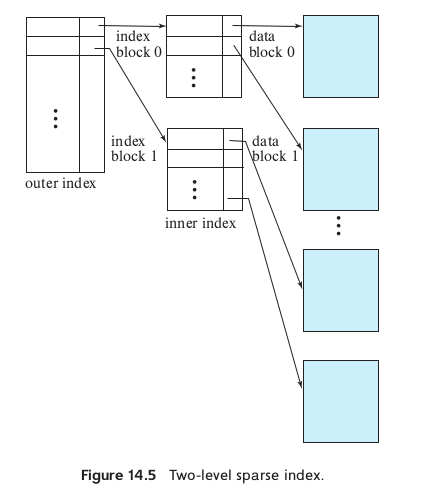 index
block 0
data
block 0
index
block 1
data
block 1
outer index
inner index
Figure 14.5 Two-level sparse index.